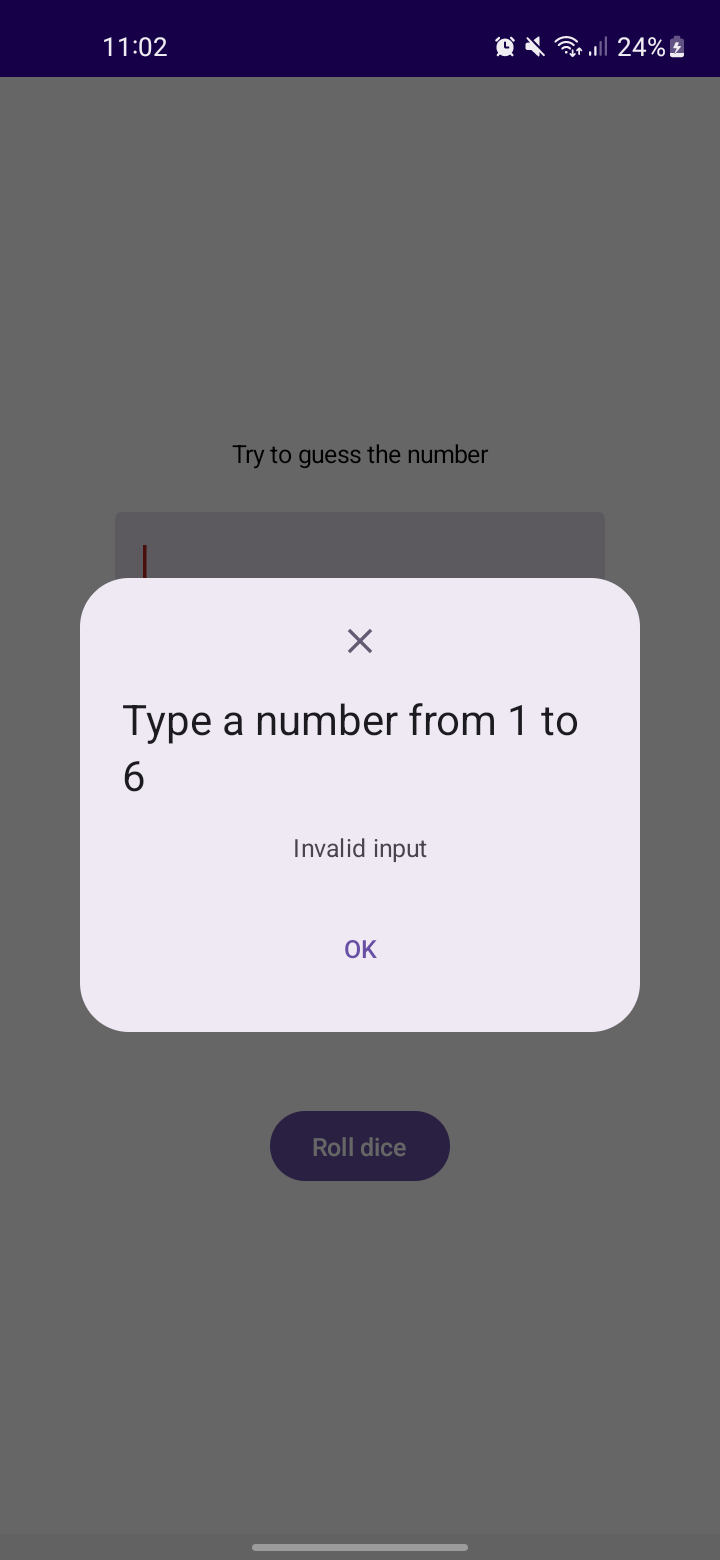 11:02
24%
Try to guess the number
Type a number from 1 to
6
Invalid input
OK
Roll dice